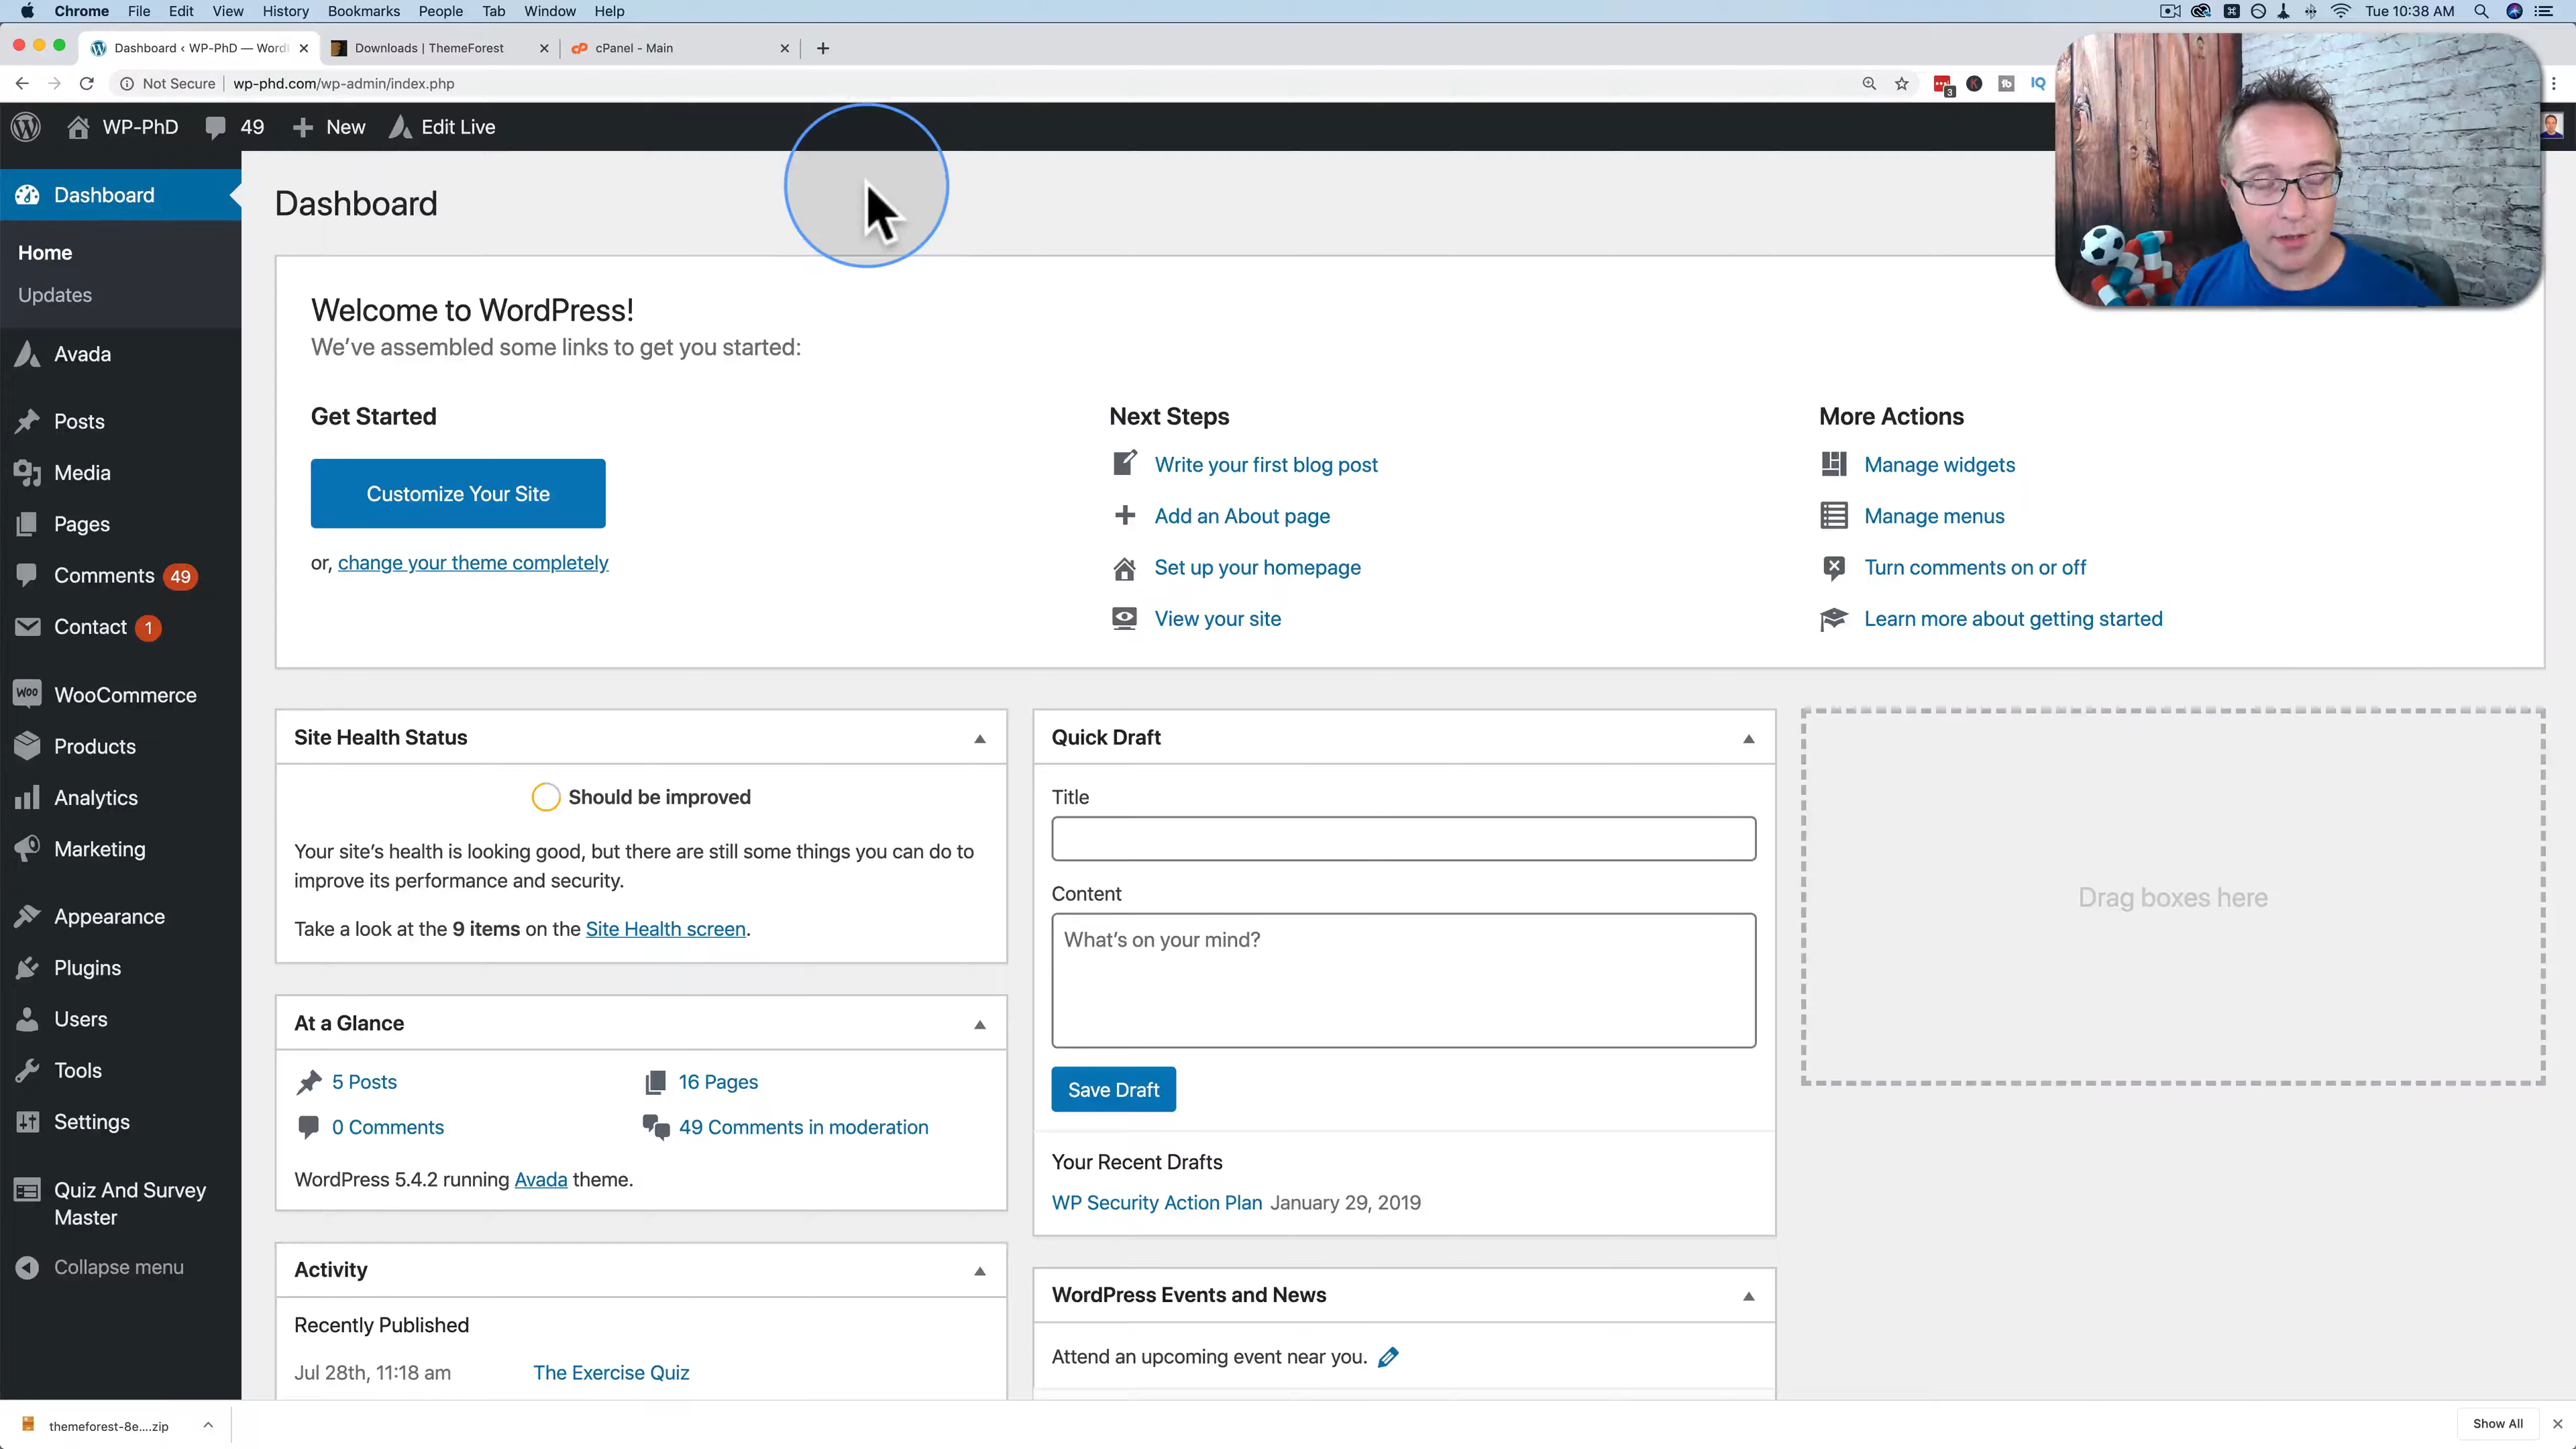 Chrome File Edit View History Bookmarks People Tab Window Help Tue 10:38 AM
Dashboard ‹ WP-PhD — Word Downloads | ThemeForest cPanel - Main
Not Secure wp-phd.com/wp-admin/index.php 3 IQ
WP-PhD 49 New Edit Live
Dashboard
Home
Updates
Avada
Posts
Media
Pages
Comments 49
Contact 1
WooCommerce
Products
Analytics
Marketing
Appearance
Plugins
Users
Tools
Settings
Quiz And Survey
Master
Collapse menu
Dashboard
Welcome to WordPress!
We've assembled some links to get you started:
Get Started
Customize Your Site
or, change your theme completely
Next Steps
Write your first blog post
Add an About page
Set up your homepage
View your site
More Actions
Manage widgets
Manage menus
Turn comments on or off
Learn more about getting started
Site Health Status
Should be improved
Your site's health is looking good, but there are still some things you can do to
improve its performance and security.
Take a look at the 9 items on the Site Health screen.
At a Glance
5 Posts 16 Pages
0 Comments 49 Comments in moderation
WordPress 5.4.2 running Avada theme.
Activity
Recently Published
Jul 28th, 11:18 am The Exercise Quiz
Quick Draft
Title
Content
What's on your mind?
Save Draft
Your Recent Drafts
WP Security Action Plan January 29, 2019
WordPress Events and News
Attend an upcoming event near you.
Drag boxes here
themeforest-8e....zip Show All